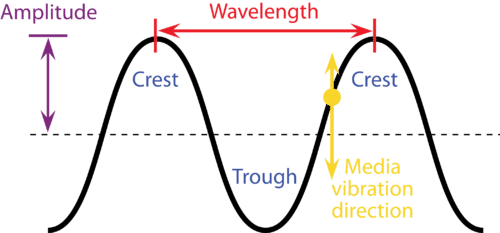 Amplitude
Wavelength
Crest
Crest
Trough
Media
vibration
direction